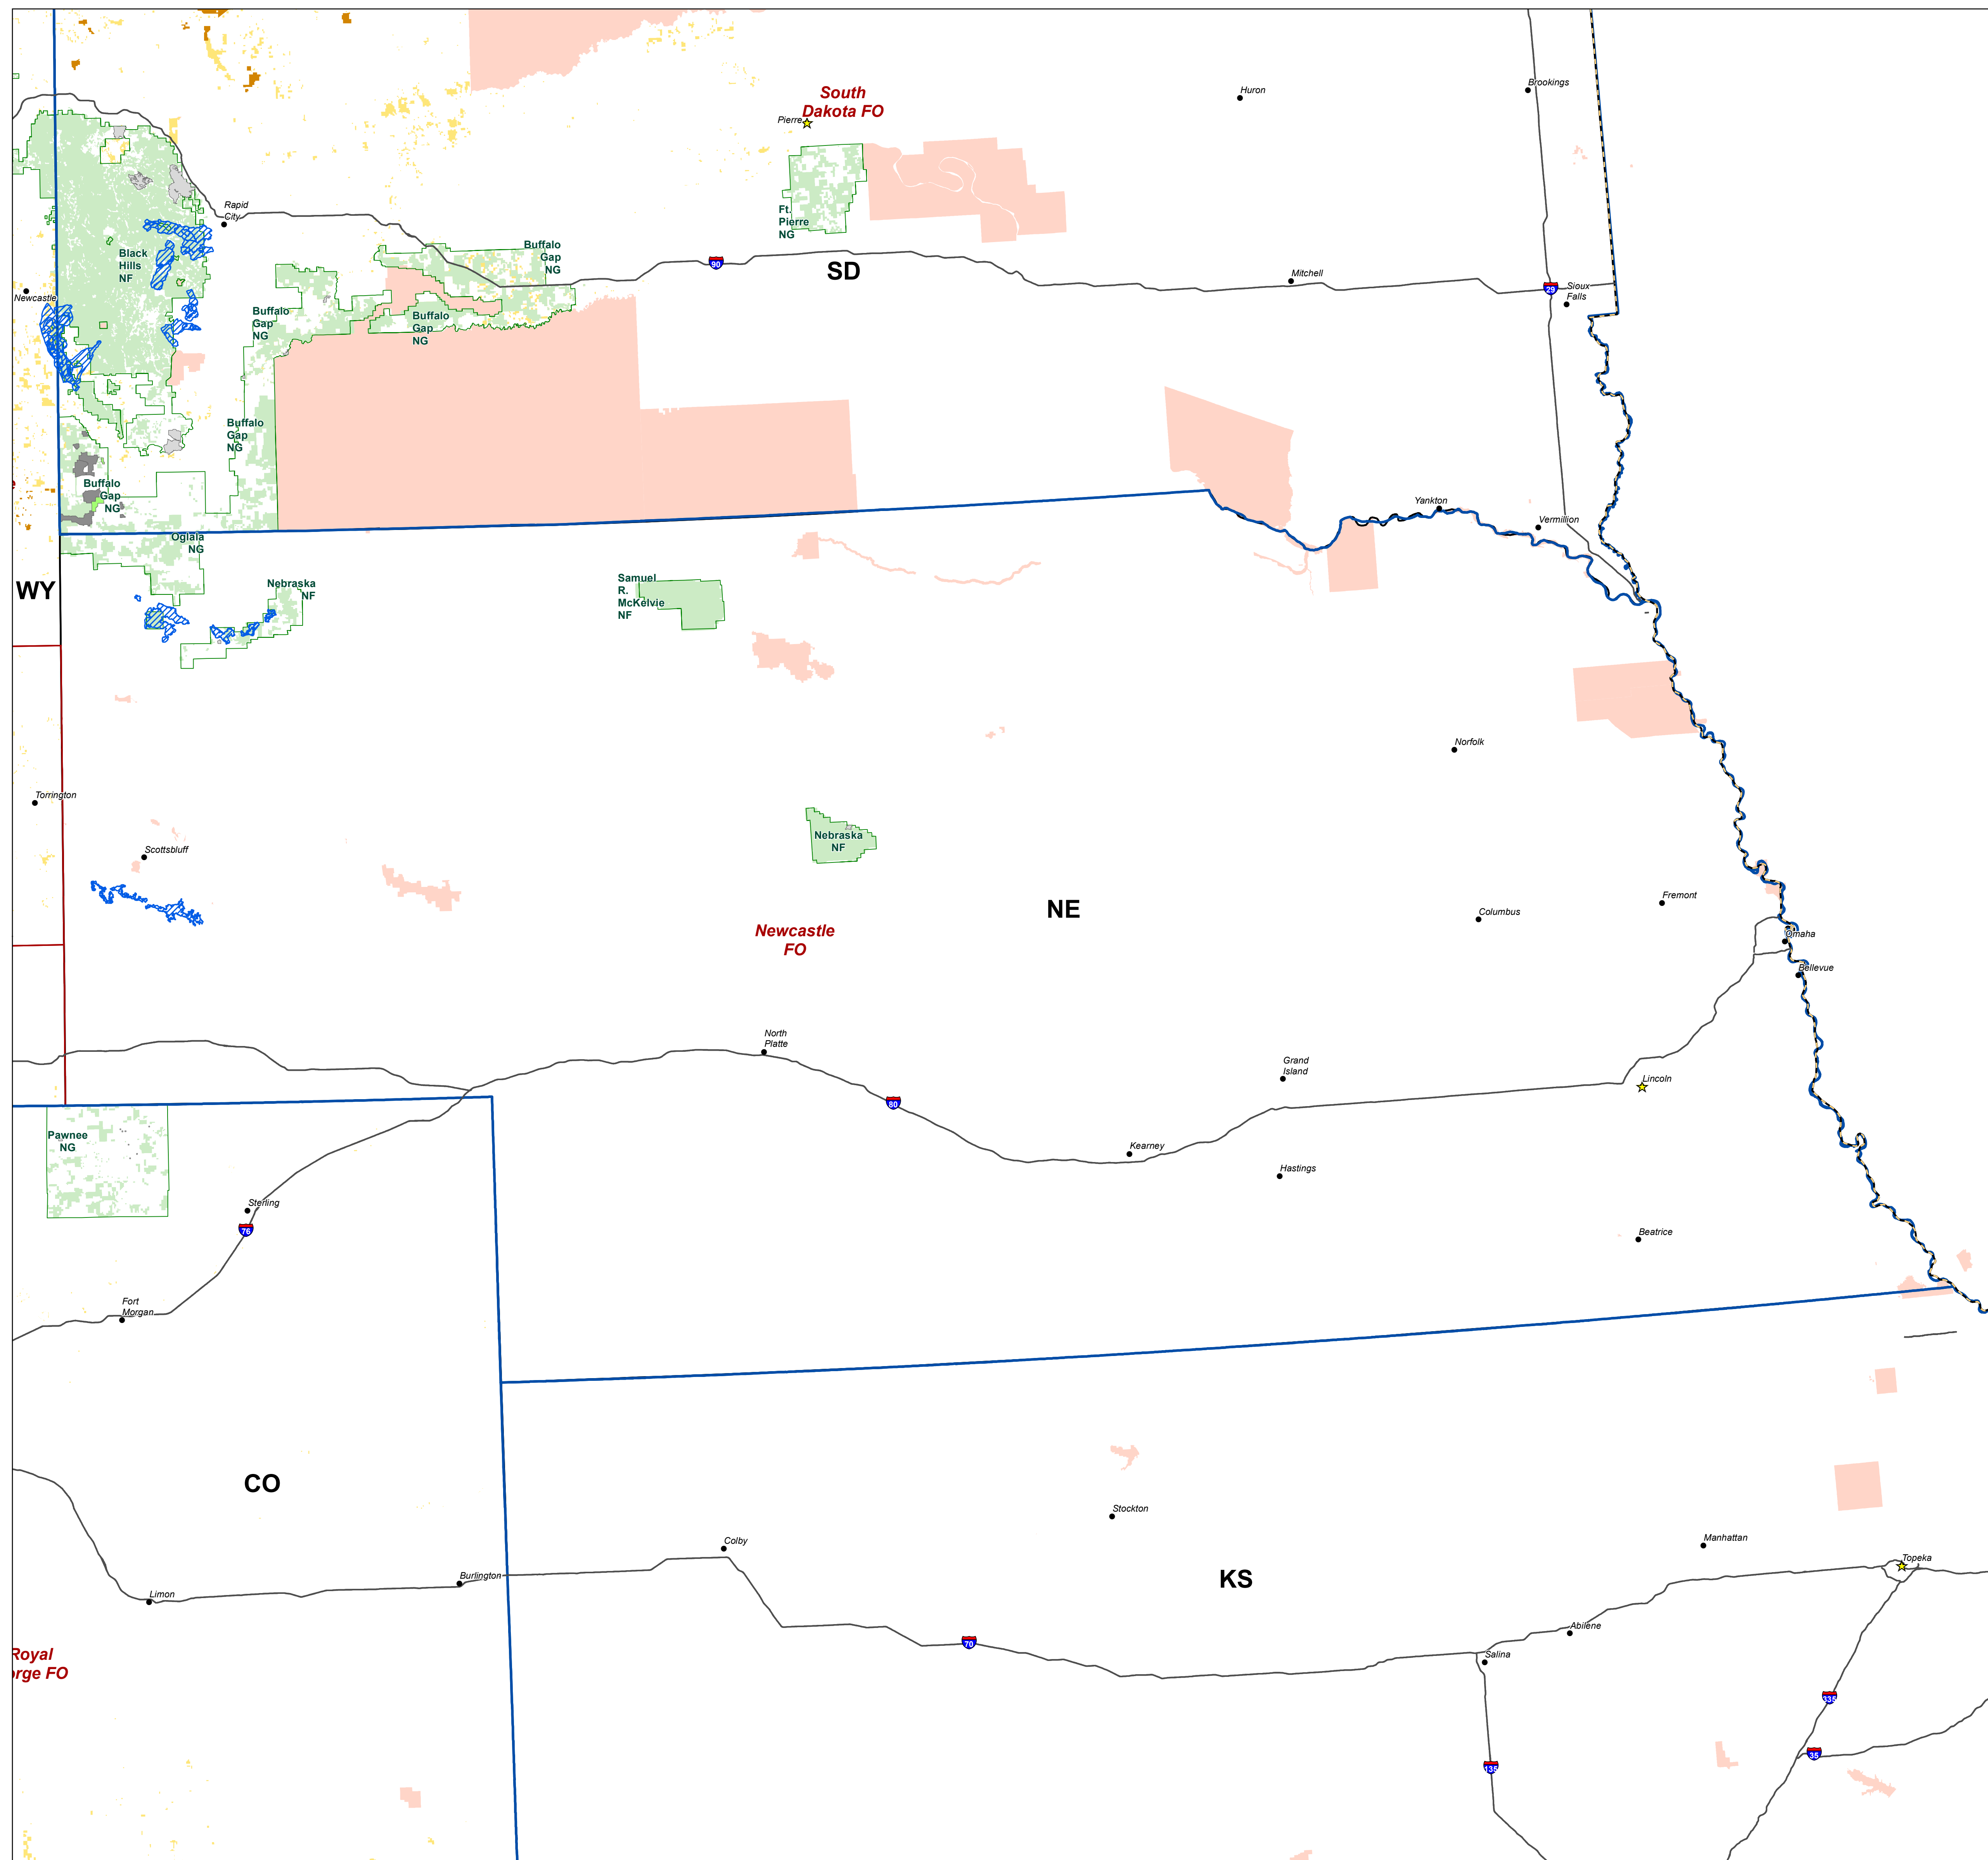 South
Dakota FO
Pierre
Huron
Brookings
Rapid
City
Ft.
Pierre
NG
Black
Hills
NF
Buffalo
Gap
NG
90
SD
Mitchell
29
Sioux
Falls
Newcastle
Buffalo
Gap
NG
Buffalo
Gap
NG
Buffalo
Gap
NG
Buffalo
Gap
NG
Yankton
Vermillion
Oglala
NG
WY
Nebraska
NF
Samuel
R.
McKelvie
NF
Norfolk
Torrington
Scottsbluff
Nebraska
NF
Fremont
Columbus
NE
Newcastle
FO
Omaha
Bellevue
North
Platte
Grand
Island
Lincoln
80
Pawnee
NG
Kearney
Hastings
Sterling
76
Beatrice
Fort
Morgan
CO
Stockton
Colby
Manhattan
Topeka
Burlington
KS
Limon
Abilene
70
Salina
Royal
orge FO
335
35
135